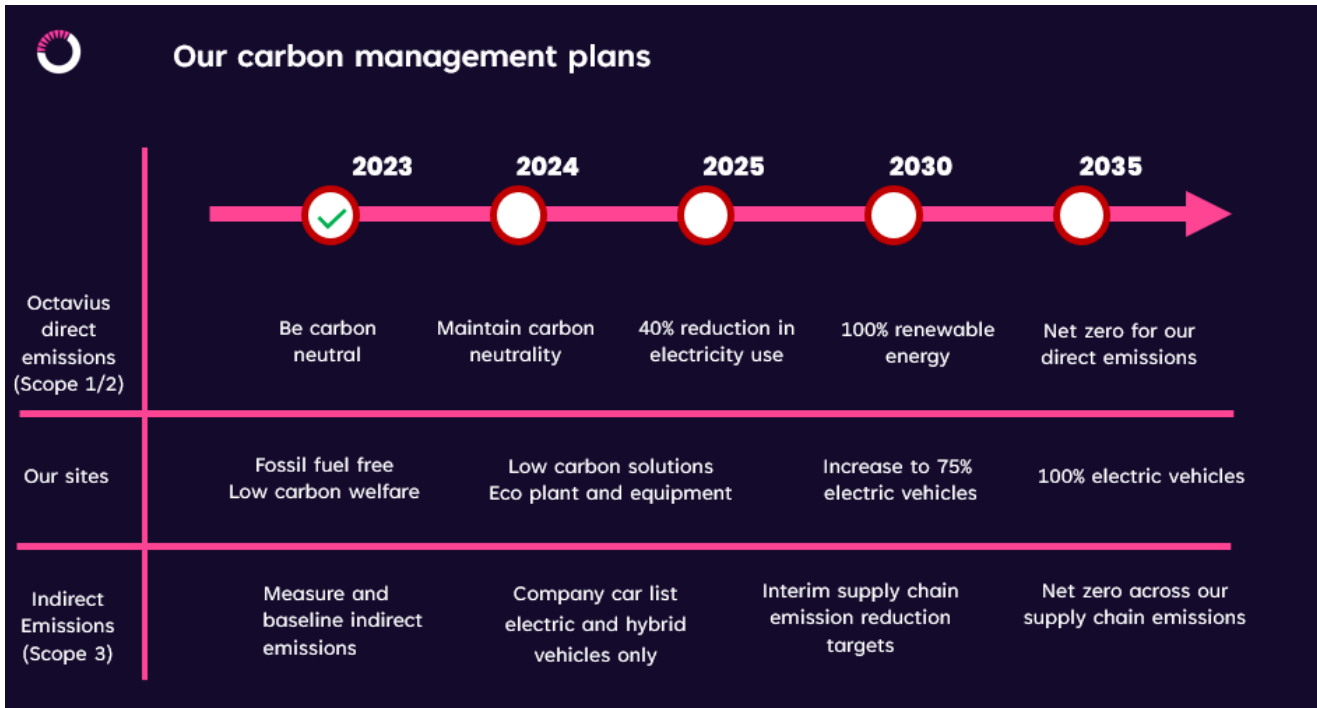 Our carbon management plans
2023 2024 2025 2030 2035
Octavius
direct
emissions
(Scope 1/2)
Be carbon
neutral
Maintain carbon
neutrality
40% reduction in
electricity use
100% renewable
energy
Net zero for our
direct emissions
Our sites
Fossil fuel free
Low carbon welfare
Low carbon solutions
Eco plant and equipment
Increase to 75%
electric vehicles
100% electric vehicles
Indirect
Emissions
(Scope 3)
Measure and
baseline indirect
emissions
Company car list
electric and hybrid
vehicles only
Interim supply chain
emission reduction
targets
Net zero across our
supply chain emissions